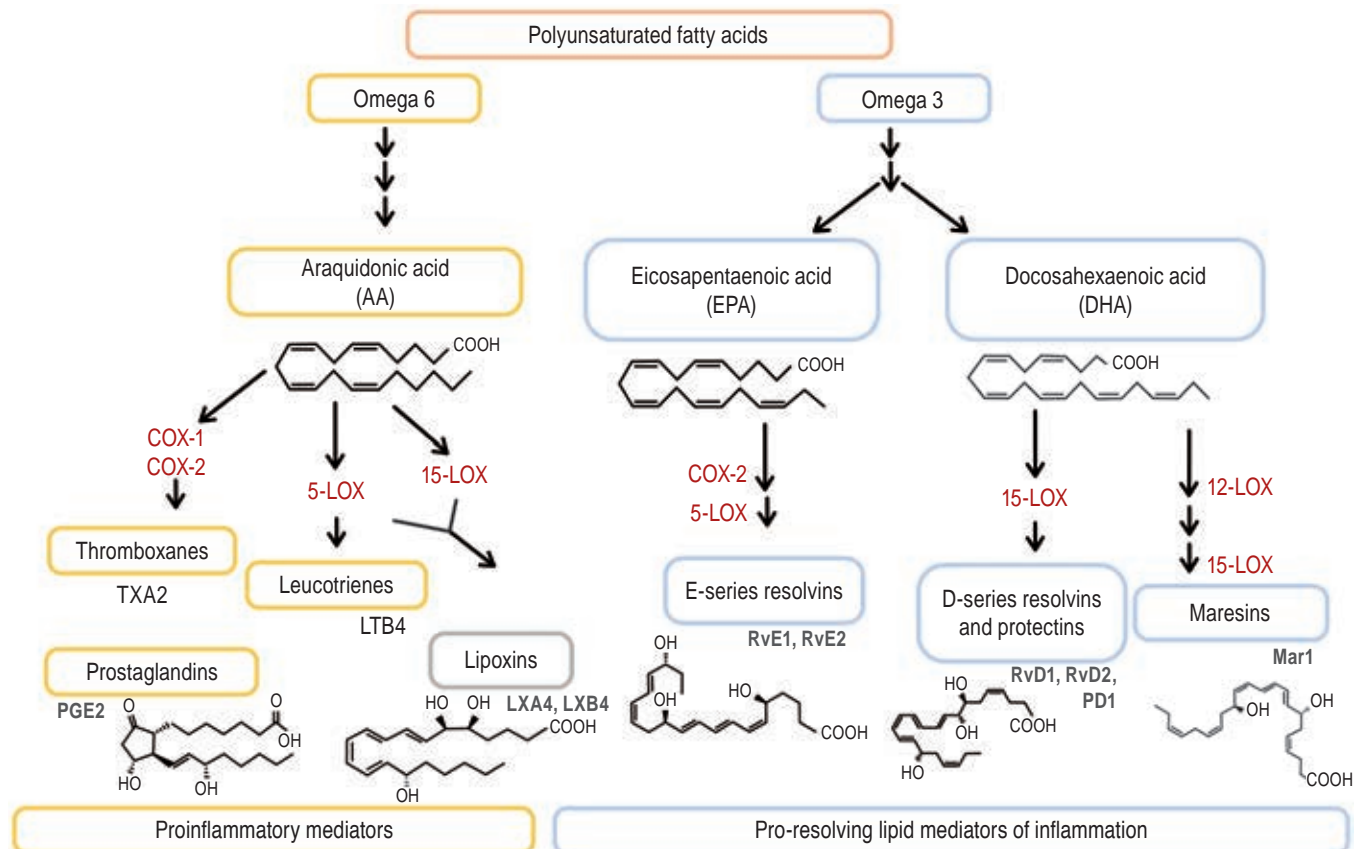 Polyunsaturated fatty acids
Omega 6
Omega 3
Araquidonic acid
(AA)
Eicosapentaenoic acid
(EPA)
Docosahexaenoic acid
(DHA)
COOH
COOH
COOH
COX-1
COX-2
5-LOX
15-LOX
COX-2
5-LOX
15-LOX
12-LOX
15-LOX
Thromboxanes
TXA2
Leucotrienes
LTB4
E-series resolvins
RvE1, RvE2
D-series resolvins
and protectins
RvD1, RvD2,
PD1
Maresins
Mar1
Prostaglandins
PGE2
Lipoxins
LXA4, LXB4
O
O
OH
HO
OH
HO
OH
COOH
OH
OH
HO
HO
COOH
HO
OH
COOH
HO
OH
OH
COOH
Proinflammatory mediators
Pro-resolving lipid mediators of inflammation